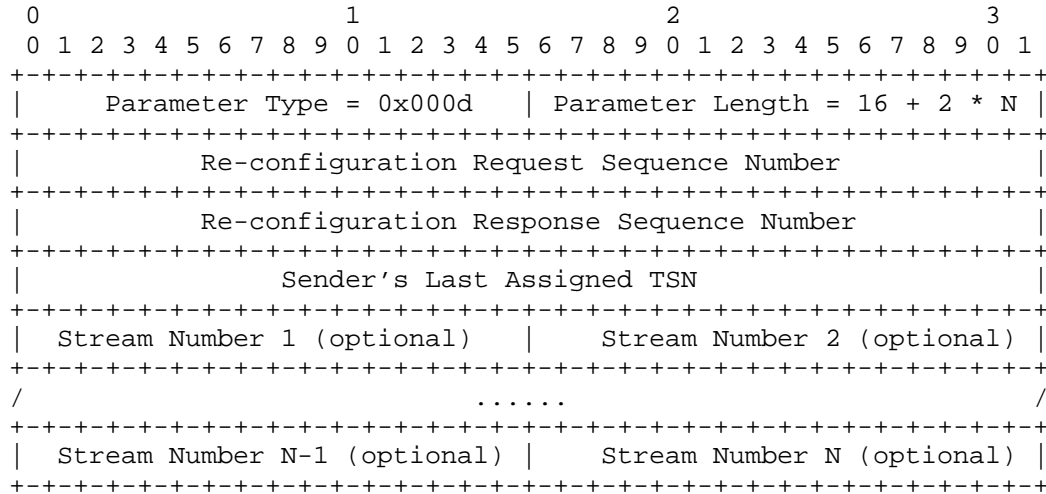 0                   1                   2                   3
 0 1 2 3 4 5 6 7 8 9 0 1 2 3 4 5 6 7 8 9 0 1 2 3 4 5 6 7 8 9 0 1
+-+-+-+-+-+-+-+-+-+-+-+-+-+-+-+-+-+-+-+-+-+-+-+-+-+-+-+-+-+-+-+-+
|     Parameter Type = 0x000d   | Parameter Length = 16 + 2 * N |
+-+-+-+-+-+-+-+-+-+-+-+-+-+-+-+-+-+-+-+-+-+-+-+-+-+-+-+-+-+-+-+-+
|           Re-configuration Request Sequence Number            |
+-+-+-+-+-+-+-+-+-+-+-+-+-+-+-+-+-+-+-+-+-+-+-+-+-+-+-+-+-+-+-+-+
|           Re-configuration Response Sequence Number           |
+-+-+-+-+-+-+-+-+-+-+-+-+-+-+-+-+-+-+-+-+-+-+-+-+-+-+-+-+-+-+-+-+
|                Sender’s Last Assigned TSN                     |
+-+-+-+-+-+-+-+-+-+-+-+-+-+-+-+-+-+-+-+-+-+-+-+-+-+-+-+-+-+-+-+-+
|  Stream Number 1 (optional)   |    Stream Number 2 (optional) |
+-+-+-+-+-+-+-+-+-+-+-+-+-+-+-+-+-+-+-+-+-+-+-+-+-+-+-+-+-+-+-+-+
/                            ......                             /
+-+-+-+-+-+-+-+-+-+-+-+-+-+-+-+-+-+-+-+-+-+-+-+-+-+-+-+-+-+-+-+-+
|  Stream Number N-1 (optional) |    Stream Number N (optional) |
+-+-+-+-+-+-+-+-+-+-+-+-+-+-+-+-+-+-+-+-+-+-+-+-+-+-+-+-+-+-+-+-+